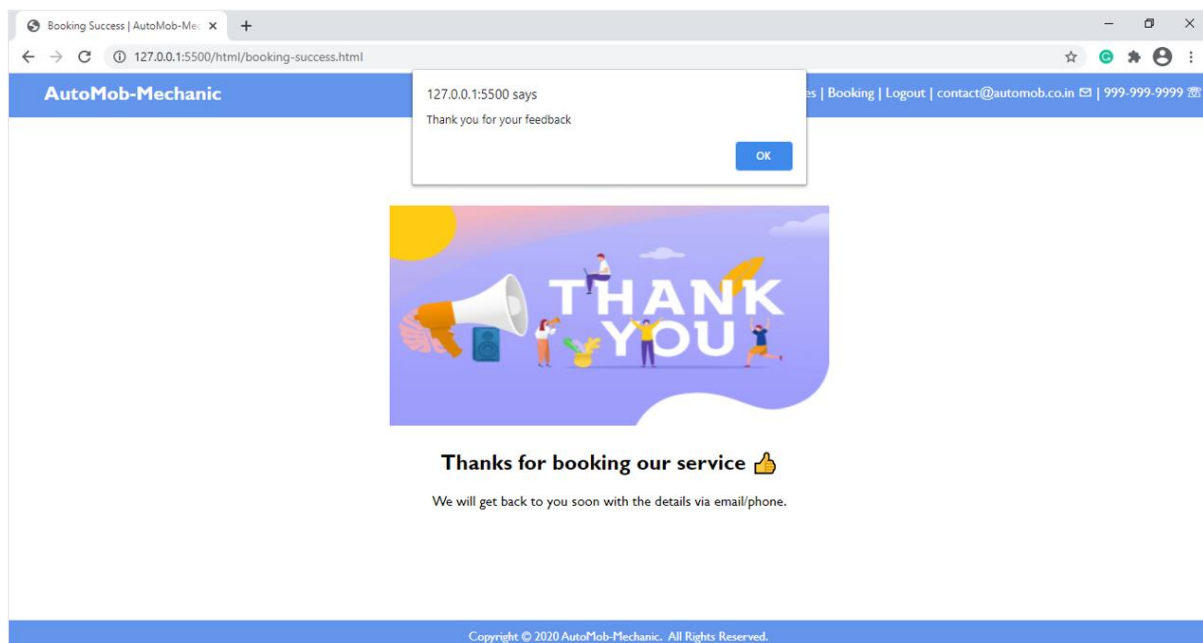 Booking Success | AutoMob-Me
127.0.0.1:5500/html/booking-success.html
AutoMob-Mechanic
| Booking | Logout | contact@automob.co.in ✉ | 999-999-9999 ☏
127.0.0.1:5500 says
Thank you for your feedback
OK
THANK
YOU
Thanks for booking our service 👍
We will get back to you soon with the details via email/phone.
Copyright © 2020 AutoMob-Mechanic. All Rights Reserved.